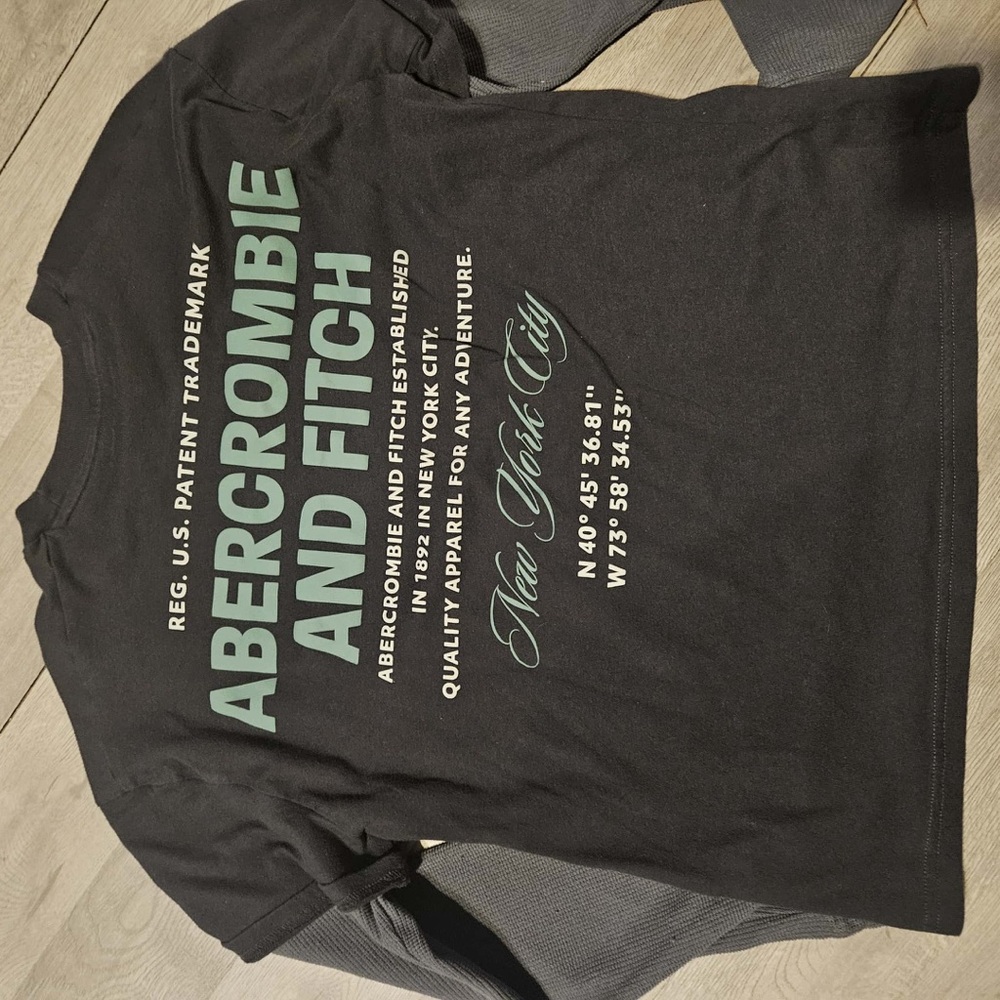 REG. U.S. PATENT TRADEMARK
ABERCROMBIE
AND FITCH
ABERCROMBIE AND FITCH ESTABLISHED
IN 1892 IN NEW YORK CITY.
QUALITY APPAREL FOR ANY ADVENTURE.
New York City
N 40° 45' 36.81"
W 73° 58' 34.53"